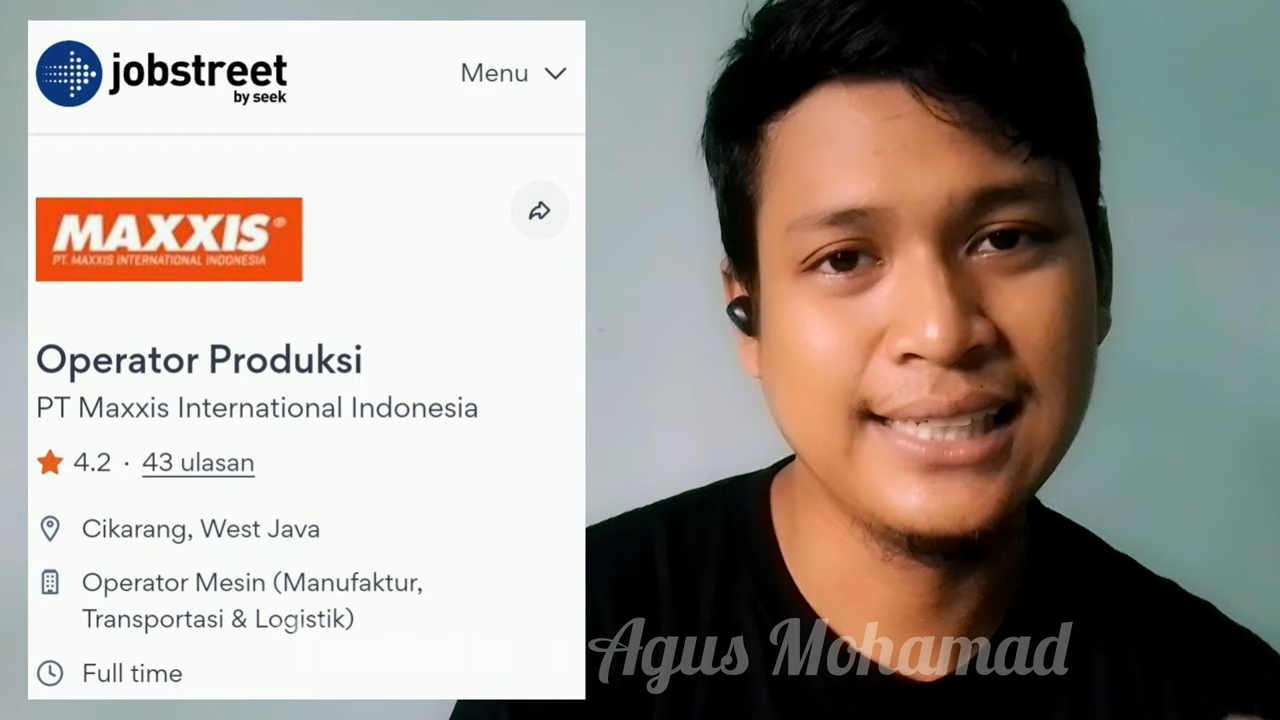 jobstreet
by seek
Menu
MAXXIS®
PT. MAXXIS INTERNATIONAL INDONESIA
Operator Produksi
PT Maxxis International Indonesia
4.2 · 43 ulasan
Cikarang, West Java
Operator Mesin (Manufaktur,
Transportasi & Logistik)
Full time
Agus Mohamad